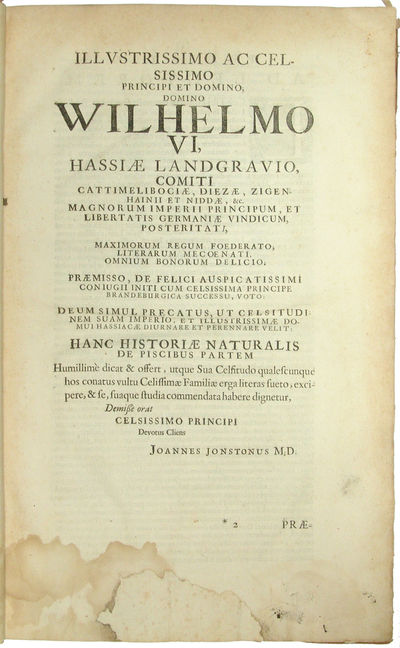 ILLVSTRISSIMO AC CEL-
SISSIMO
PRINCIPI ET DOMINO,
DOMINO
WILHELMO
VI,
HASSIÆ LANDGRAVIO,
COMITI
CATTIMELIBOCIÆ, DIEZÆ, ZIGEN-
HAINII ET NIDDÆ, &c.
MAGNORUM IMPERII PRINCIPUM, ET
LIBERTATIS GERMANIÆ VINDICUM,
POSTERITATI,
MAXIMORUM REGUM FOEDERATO,
LITERARUM MECOENATI.
OMNIUM BONORUM DELICIO.
PRÆMISSO, DE FELICI AUSPICATISSIMI
CONIUGII INITI CUM CELSISSIMA PRINCIPE
BRANDEBURGICA SUCCESSU, VOTO:
DEUM SIMUL PRECATUS, UT CELSITUDI-
NEM SUAM IMPERIO, ET ILLUSTRISSIMÆ DO-
MUI HASSIACÆ DIURNARE ET PERENNARE VELIT:
HANC HISTORIÆ NATURALIS
DE PISCIBUS PARTEM
Humillimè dicat & offert, utque Sua Celsitudo qualescunque
hos conatus vultu Celissimæ Familiæ erga literas sueto, exci-
pere, & se, suaque studia commendata habere dignetur,
Demisse orat
CELSISSIMO PRINCIPI
Devotus Cliens
JOANNES JONSTONUS M,D.
* 2 PRÆ-